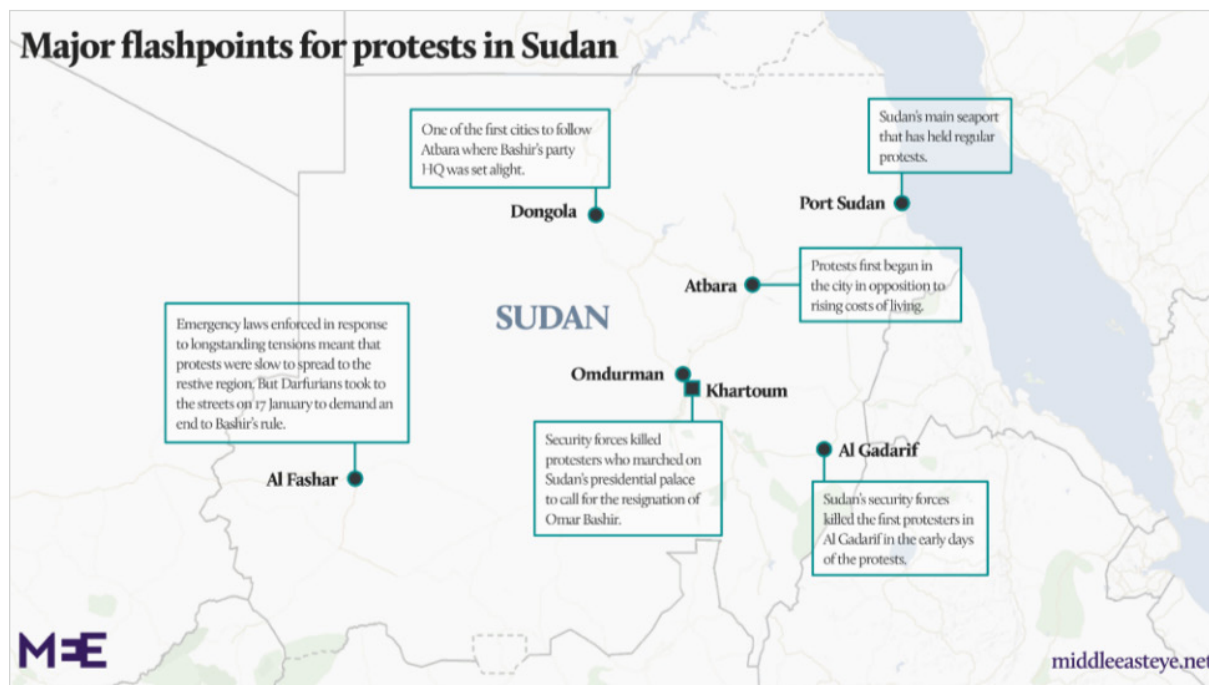 Major flashpoints for protests in Sudan
One of the first cities to follow
Atbara where Bashir's party
HQ was set alight.
Dongola
Sudan's main seaport
that has held regular
protests.
Port Sudan
Atbara
Protests first began in
the city in opposition to
rising costs of living.
SUDAN
Emergency laws enforced in response
to longstanding tensions meant that
protests were slow to spread to the
restive region. But Darfurians took to
the streets on 17 January to demand an
end to Bashir's rule.
Al Fashar
Omdurman
Khartoum
Security forces killed
protesters who marched on
Sudan's presidential palace
to call for the resignation of
Omar Bashir.
Al Gadarif
Sudan's security forces
killed the first protesters in
Al Gadarif in the early days
of the protests.
MEE
middleeasteye.net